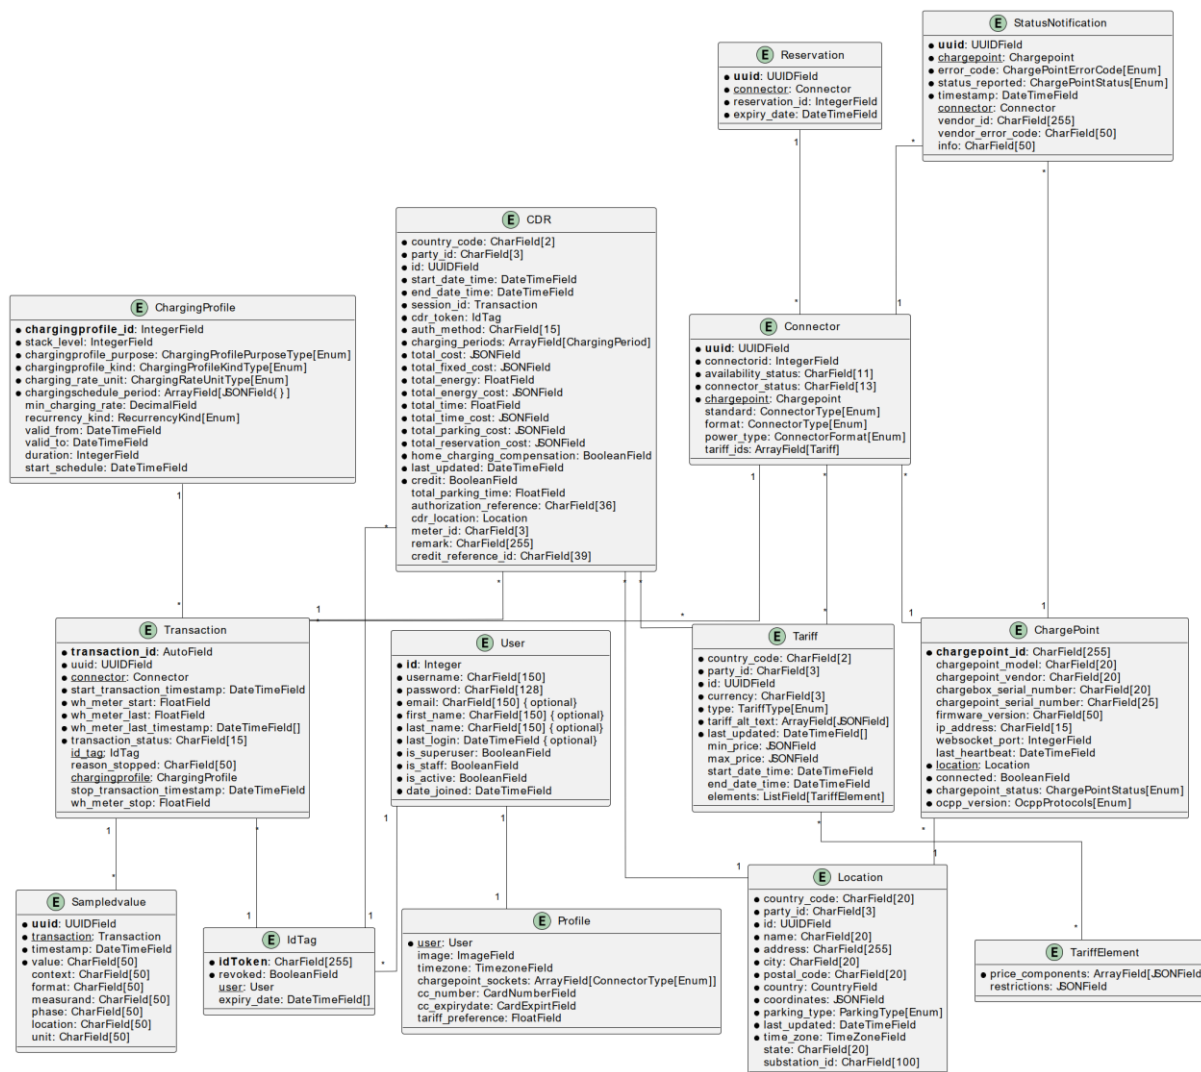 E StatusNotification
uuid: UUIDField
chargepoint: Chargepoint
error_code: ChargePointErrorCode[Enum]
status_reported: ChargePointStatus[Enum]
timestamp: DateTimeField
connector: Connector
vendor_id: CharField[255]
vendor_error_code: CharField[50]
info: CharField[50]
E Reservation
uuid: UUIDField
connector: Connector
reservation_id: IntegerField
expiry_date: DateTimeField
1
*
*
1
*
1
E CDR
country_code: CharField[2]
party_id: CharField[3]
id: UUIDField
start_date_time: DateTimeField
end_date_time: DateTimeField
session_id: Transaction
cdr_token: IdTag
auth_method: CharField[15]
charging_periods: ArrayField[ChargingPeriod]
total_cost: JSONField
total_fixed_cost: JSONField
total_energy: FloatField
total_energy_cost: JSONField
total_time: FloatField
total_time_cost: JSONField
total_parking_cost: JSONField
total_reservation_cost: JSONField
home_charging_compensation: BooleanField
last_updated: DateTimeField
credit: BooleanField
total_parking_time: FloatField
authorization_reference: CharField[36]
cdr_location: Location
meter_id: CharField[3]
remark: CharField[255]
credit_reference_id: CharField[39]
E ChargingProfile
chargingprofile_id: IntegerField
stack_level: IntegerField
chargingprofile_purpose: ChargingProfilePurposeType[Enum]
chargingprofile_kind: ChargingProfileKindType[Enum]
charging_rate_unit: ChargingRateUnitType[Enum]
chargingschedule_period: ArrayField[JSONField{ } ]
min_charging_rate: DecimalField
recurrency_kind: RecurrencyKind[Enum]
valid_from: DateTimeField
valid_to: DateTimeField
duration: IntegerField
start_schedule: DateTimeField
E Connector
uuid: UUIDField
connectorid: IntegerField
availability_status: CharField[11]
connector_status: CharField[13]
chargepoint: Chargepoint
standard: ConnectorType[Enum]
format: ConnectorType[Enum]
power_type: ConnectorFormat[Enum]
tariff_ids: ArrayField[Tariff]
1
*
*
1
*
1
*
*
*
1
*
*
*
*
1
E Transaction
transaction_id: AutoField
uuid: UUIDField
connector: Connector
start_transaction_timestamp: DateTimeField
wh_meter_start: FloatField
wh_meter_last: FloatField
wh_meter_last_timestamp: DateTimeField[]
transaction_status: CharField[15]
id_tag: IdTag
reason_stopped: CharField[50]
chargingprofile: ChargingProfile
stop_transaction_timestamp: DateTimeField
wh_meter_stop: FloatField
E User
id: Integer
username: CharField[150]
password: CharField[128]
email: CharField[150] { optional}
first_name: CharField[150] { optional}
last_name: CharField[150] { optional}
last_login: DateTimeField { optional}
is_superuser: BooleanField
is_staff: BooleanField
is_active: BooleanField
date_joined: DateTimeField
E Tariff
country_code: CharField[2]
party_id: CharField[3]
id: UUIDField
currency: CharField[3]
type: TariffType[Enum]
tariff_alt_text: ArrayField[JSONField]
last_updated: DateTimeField[]
min_price: JSONField
max_price: JSONField
start_date_time: DateTimeField
end_date_time: DateTimeField
elements: ListField[TariffElement]
E ChargePoint
chargepoint_id: CharField[255]
chargepoint_model: CharField[20]
chargepoint_vendor: CharField[20]
chargebox_serial_number: CharField[20]
chargepoint_serial_number: CharField[25]
firmware_version: CharField[50]
ip_address: CharField[15]
websocket_port: IntegerField
last_heartbeat: DateTimeField
location: Location
connected: BooleanField
chargepoint_status: ChargePointStatus[Enum]
ocpp_version: OcppProtocols[Enum]
1
*
*
1
1
1
*
1
1
*
1
*
*
E Sampledvalue
uuid: UUIDField
transaction: Transaction
timestamp: DateTimeField
value: CharField[50]
context: CharField[50]
format: CharField[50]
measurand: CharField[50]
phase: CharField[50]
location: CharField[50]
unit: CharField[50]
E IdTag
idToken: CharField[255]
revoked: BooleanField
user: User
expiry_date: DateTimeField[]
E Profile
user: User
image: ImageField
timezone: TimezoneField
chargepoint_sockets: ArrayField[ConnectorType[Enum]]
cc_number: CardNumberField
cc_expirydate: CardExpirtField
tariff_preference: FloatField
E Location
country_code: CharField[20]
party_id: CharField[3]
id: UUIDField
name: CharField[20]
address: CharField[255]
city: CharField[20]
postal_code: CharField[20]
country: CountryField
coordinates: JSONField
parking_type: ParkingType[Enum]
last_updated: DateTimeField
time_zone: TimeZoneField
state: CharField[20]
substation_id: CharField[100]
E TariffElement
price_components: ArrayField[JSONField
restrictions: JSONField